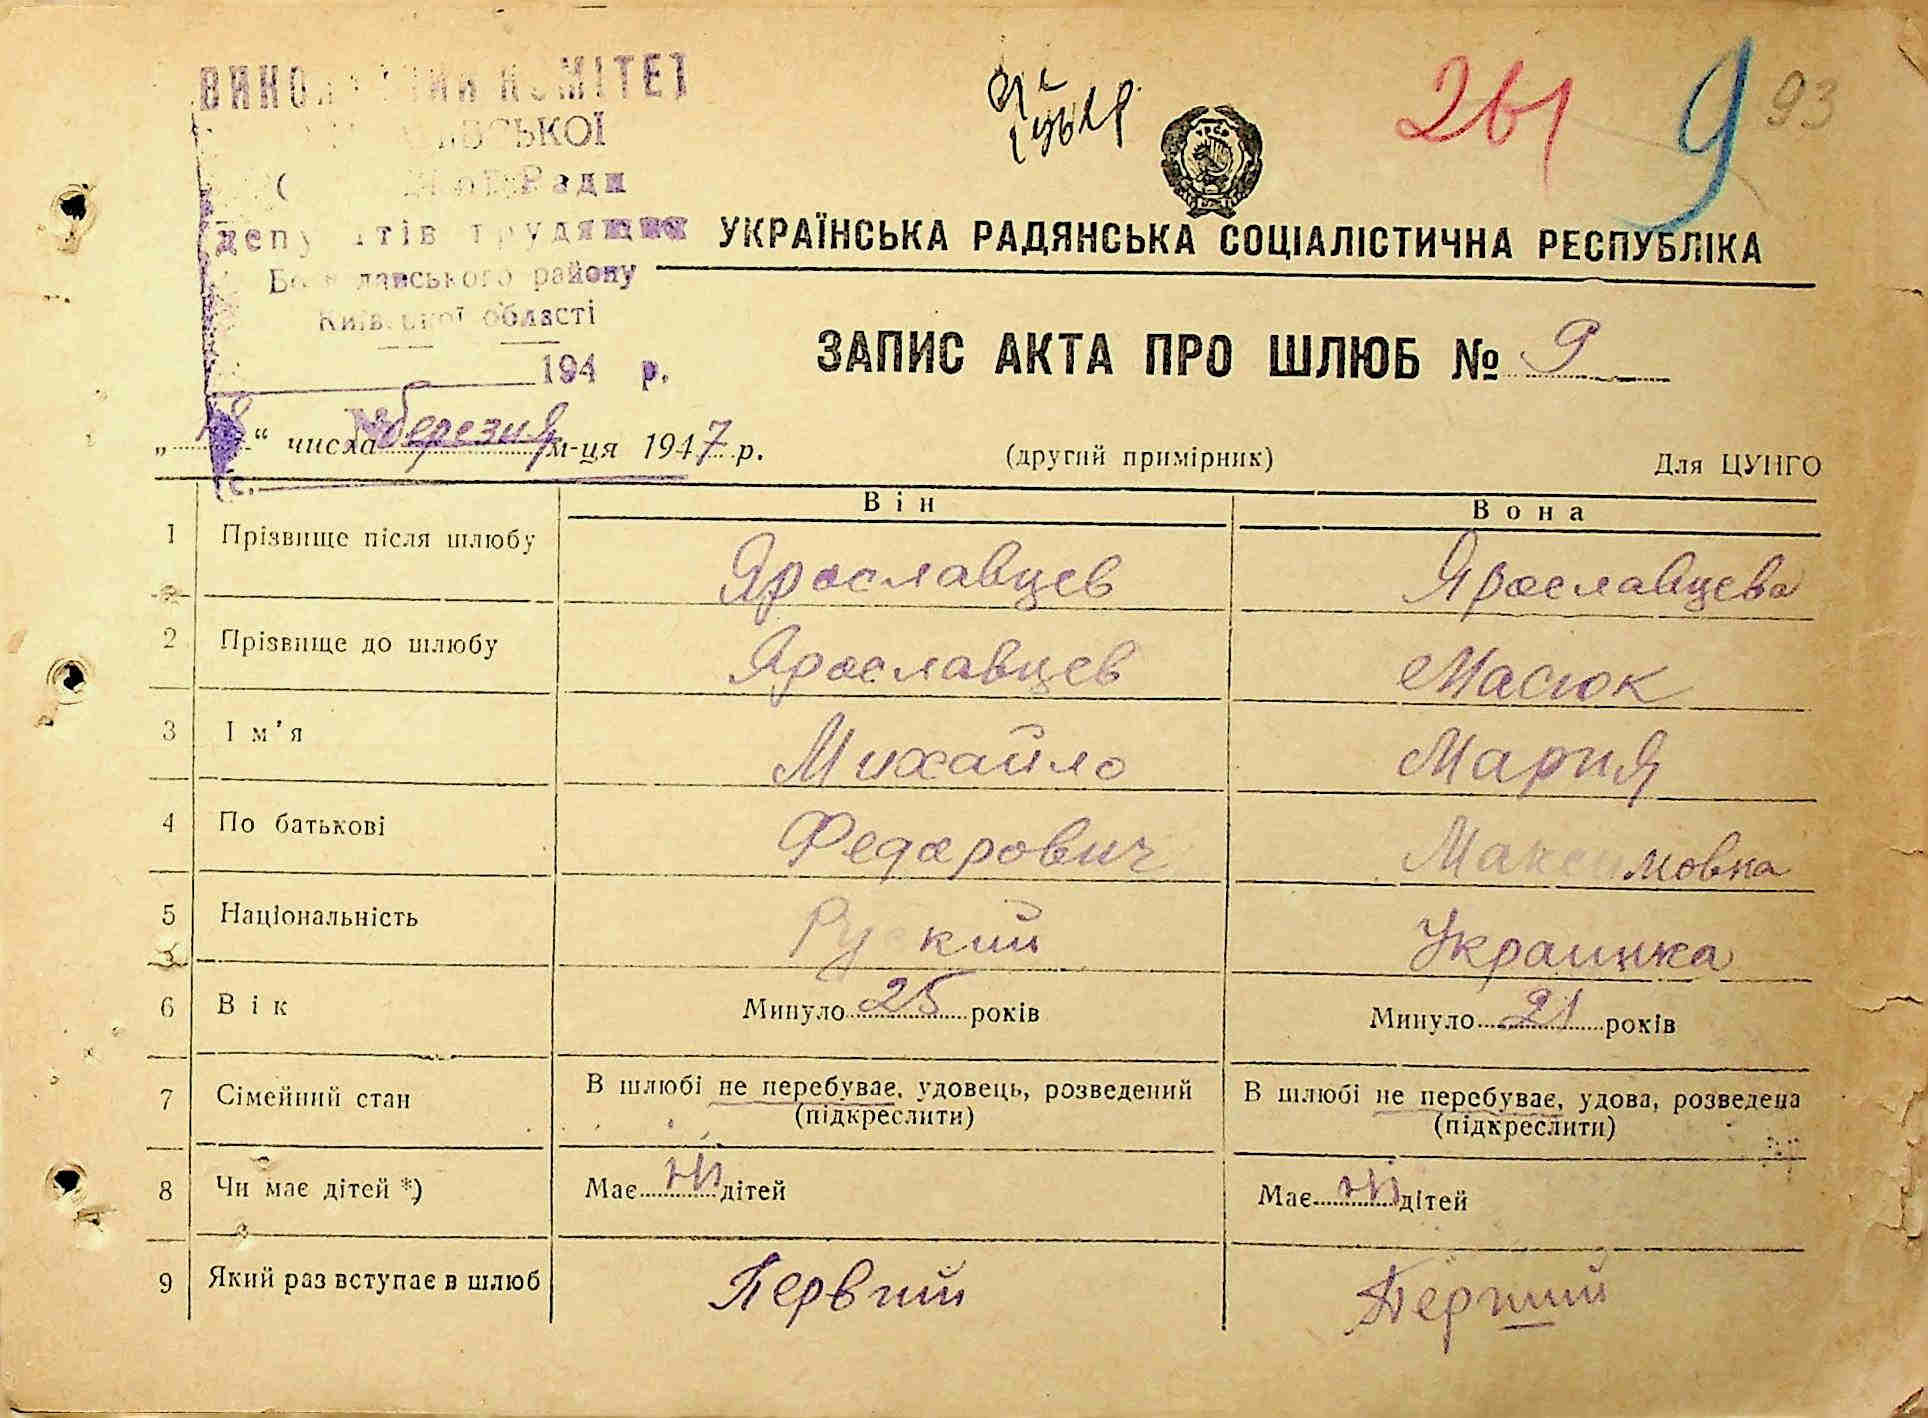 КОМІТЕТ
Ради
трудящих
району
Київської області
194 р.
261 9 93
УКРАЇНСЬКА РАДЯНСЬКА СОЦІАЛІСТИЧНА РЕСПУБЛІКА
ЗАПИС АКТА ПРО ШЛЮБ № 9
„18“ числа березня м-ця 1947 р.
(другий примірник)
Для ЦУНГО
Він Вона
1 Прізвище після шлюбу Ярославцев Ярославцева
2 Прізвище до шлюбу Ярославцев Масюк
3 Ім'я Михайло Мария
4 По батькові Федарович Максимовна
5 Національність Руский Украинка
6 Вік Минуло 25 років Минуло 21 років
7 Сімейний стан В шлюбі не перебуває, удовець, розведений В шлюбі не перебуває, удова, розведена
(підкреслити) (підкреслити)
8 Чи має дітей *) Має ні дітей Має ні дітей
9 Який раз вступає в шлюб Первий Перший